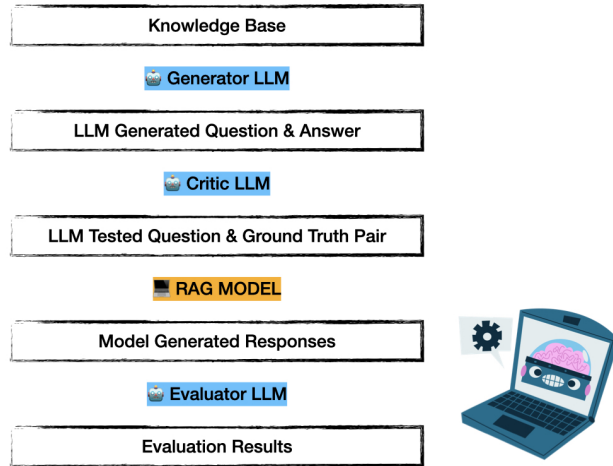 Knowledge Base
🤖 Generator LLM
LLM Generated Question & Answer
🤖 Critic LLM
LLM Tested Question & Ground Truth Pair
💻 RAG MODEL
Model Generated Responses
🤖 Evaluator LLM
Evaluation Results